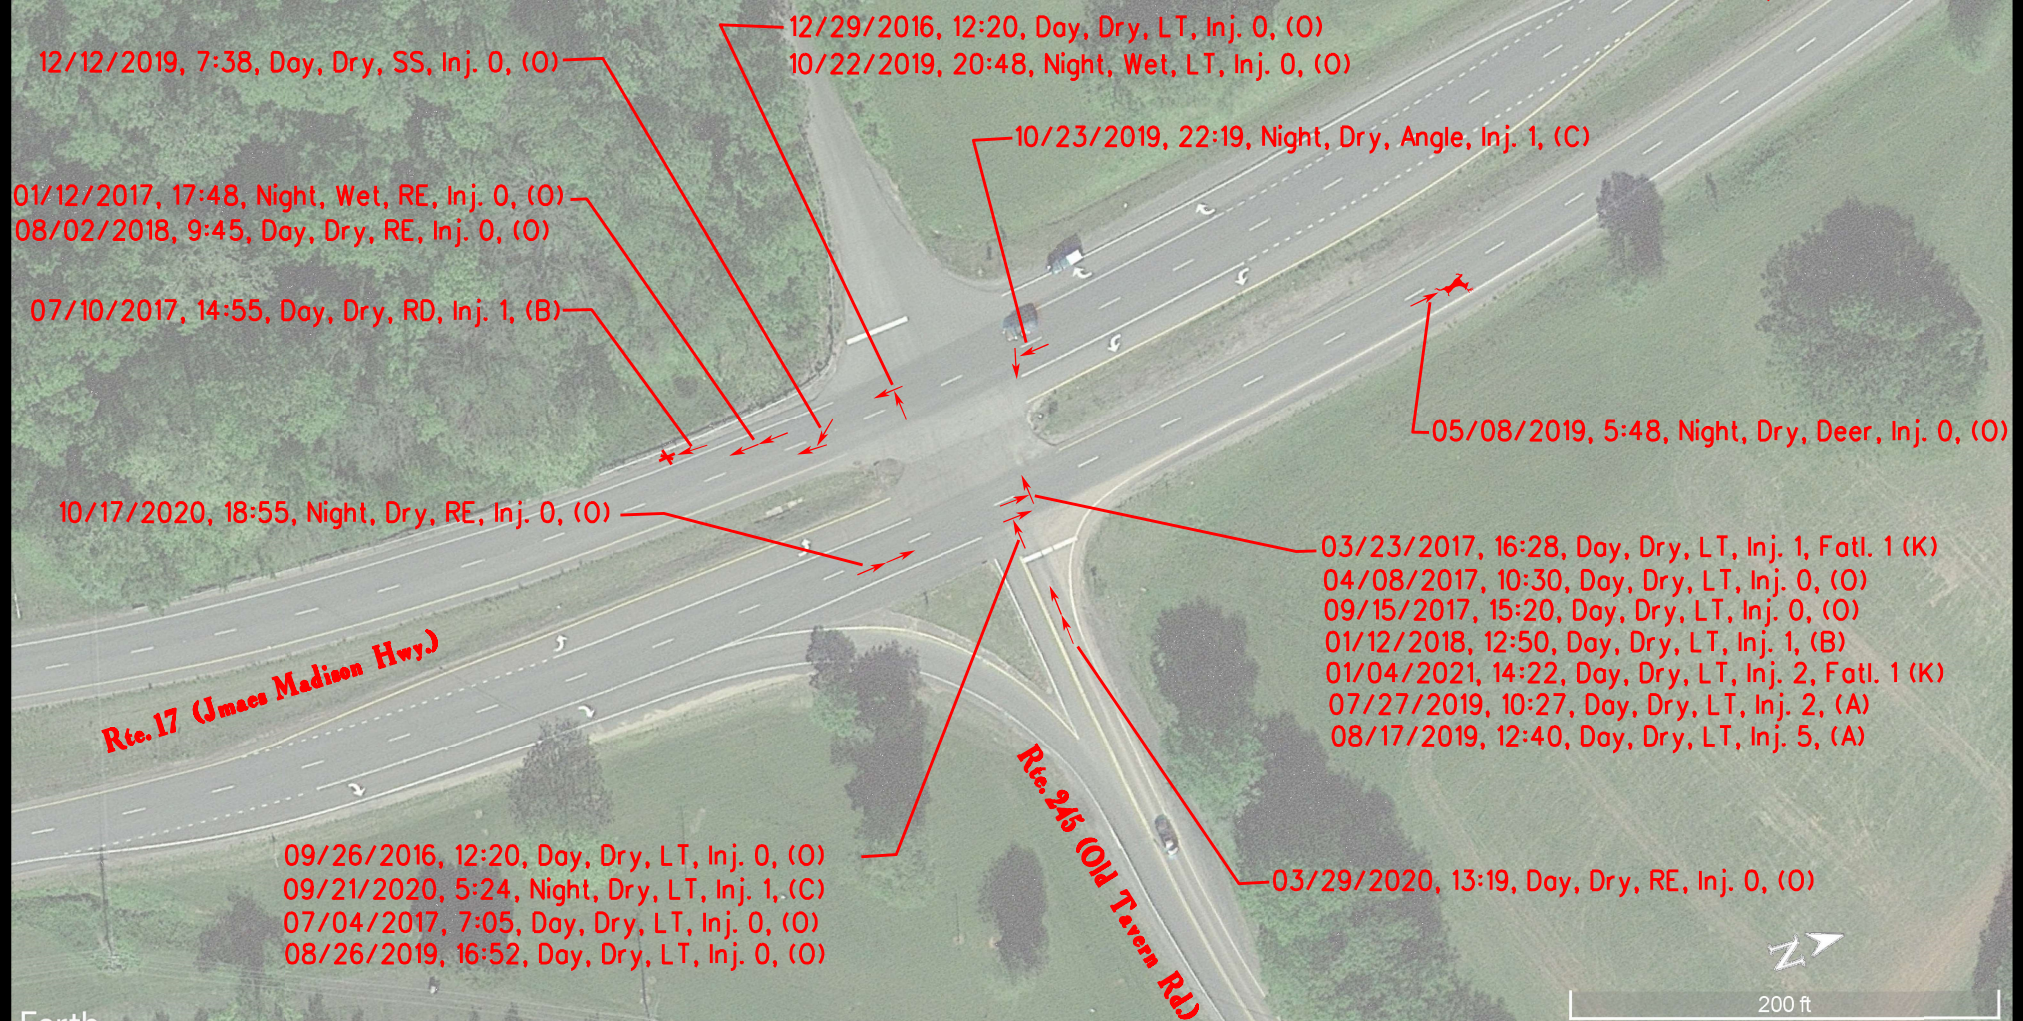 12/29/2016, 12:20, Day, Dry, LT, Inj. 0, (O)
10/22/2019, 20:48, Night, Wet, LT, Inj. 0, (O)
12/12/2019, 7:38, Day, Dry, SS, Inj. 0, (O)
10/23/2019, 22:19, Night, Dry, Angle, Inj. 1, (C)
01/12/2017, 17:48, Night, Wet, RE, Inj. 0, (O)
08/02/2018, 9:45, Day, Dry, RE, Inj. 0, (O)
07/10/2017, 14:55, Day, Dry, RD, Inj. 1, (B)
05/08/2019, 5:48, Night, Dry, Deer, Inj. 0, (O)
10/17/2020, 18:55, Night, Dry, RE, Inj. 0, (O)
03/23/2017, 16:28, Day, Dry, LT, Inj. 1, Fatl. 1 (K)
04/08/2017, 10:30, Day, Dry, LT, Inj. 0, (O)
09/15/2017, 15:20, Day, Dry, LT, Inj. 0, (O)
01/12/2018, 12:50, Day, Dry, LT, Inj. 1, (B)
01/04/2021, 14:22, Day, Dry, LT, Inj. 2, Fatl. 1 (K)
07/27/2019, 10:27, Day, Dry, LT, Inj. 2, (A)
08/17/2019, 12:40, Day, Dry, LT, Inj. 5, (A)
Rte. 17 (Jmaes Madison Hwy.)
Rte. 245 (Old Tavern Rd.)
09/26/2016, 12:20, Day, Dry, LT, Inj. 0, (O)
09/21/2020, 5:24, Night, Dry, LT, Inj. 1, (C)
07/04/2017, 7:05, Day, Dry, LT, Inj. 0, (O)
08/26/2019, 16:52, Day, Dry, LT, Inj. 0, (O)
03/29/2020, 13:19, Day, Dry, RE, Inj. 0, (O)
N
200 ft
Earth